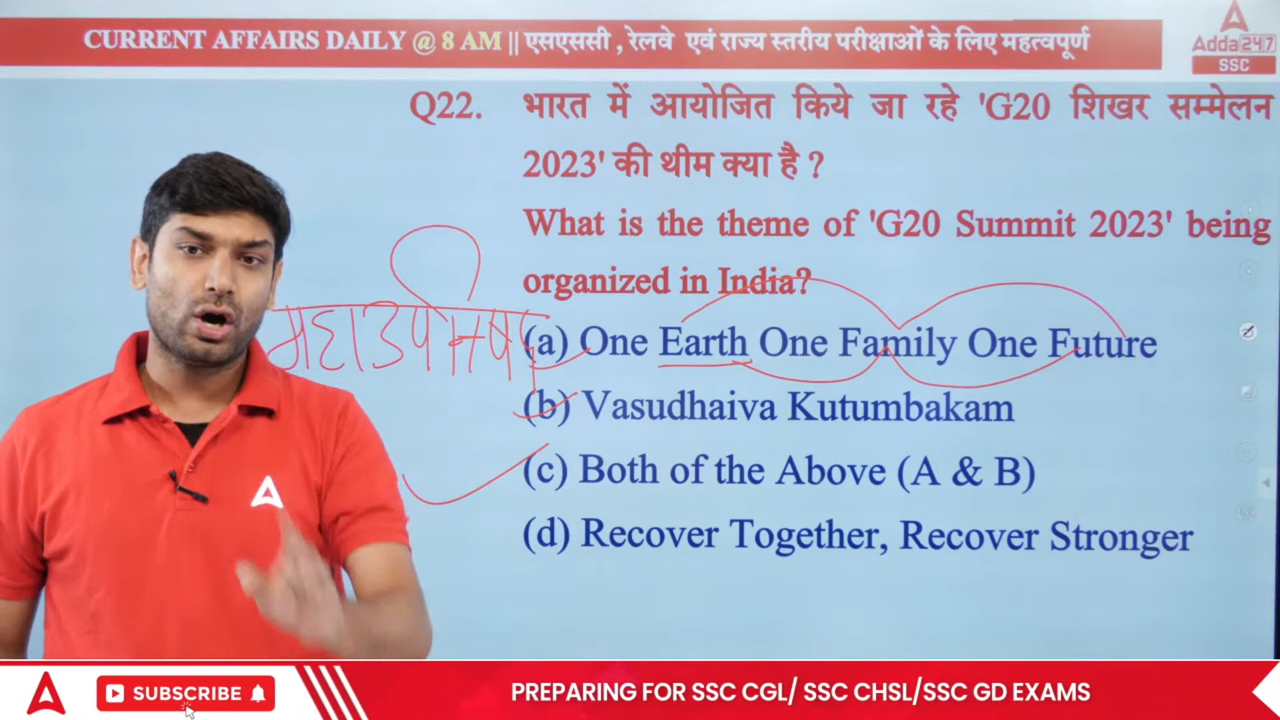 CURRENT AFFAIRS DAILY @ 8 AM || एसएससी , रेलवे एवं राज्य स्तरीय परीक्षाओं के लिए महत्वपूर्ण
Adda247
SSC
Q22. भारत में आयोजित किये जा रहे 'G20 शिखर सम्मेलन
2023' की थीम क्या है ?
What is the theme of 'G20 Summit 2023' being
organized in India?
महाउपनिषद
(a) One Earth One Family One Future
(b) Vasudhaiva Kutumbakam
(c) Both of the Above (A & B)
(d) Recover Together, Recover Stronger
SUBSCRIBE
PREPARING FOR SSC CGL/ SSC CHSL/SSC GD EXAMS